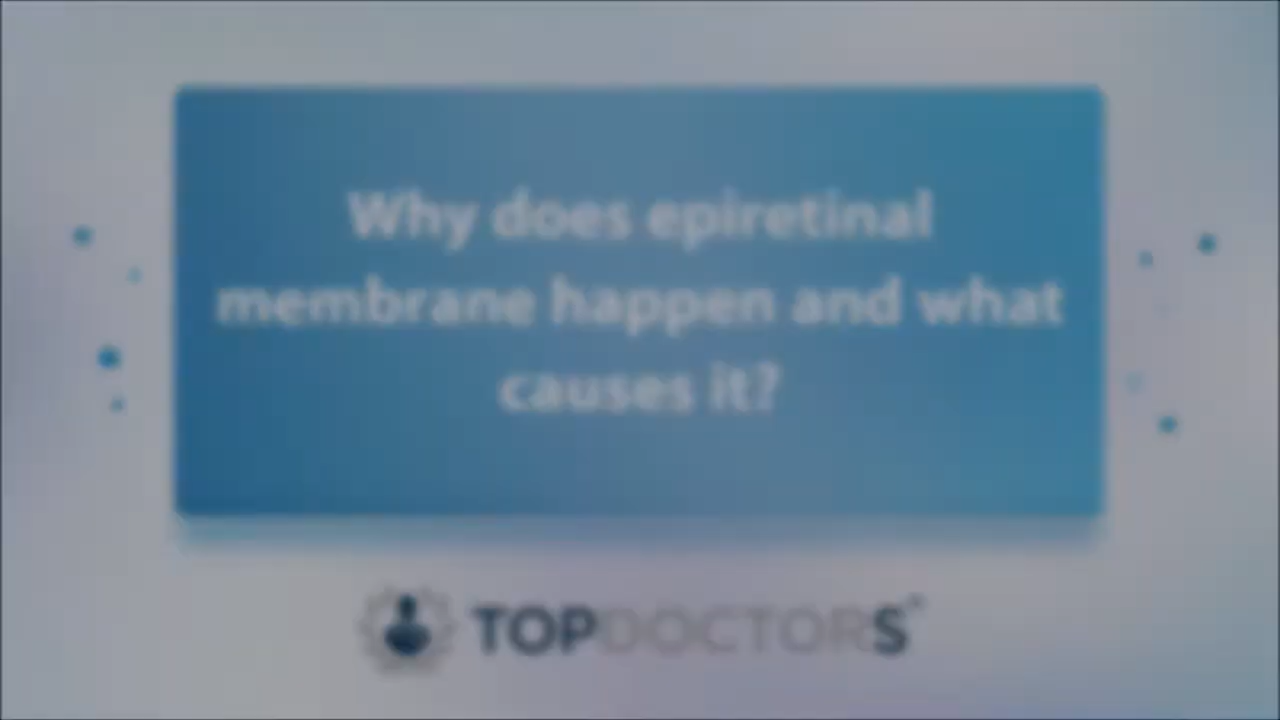 Why does epiretinal
membrane happen and what
causes it?
TOPDOCTORS